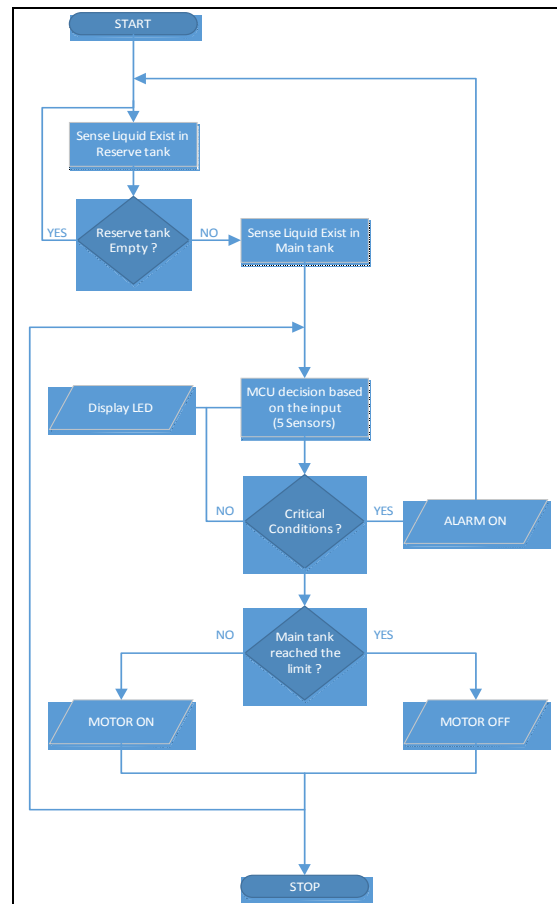 START
Sense Liquid Exist in
Reserve tank
Reserve tank
Empty ?
YES
NO
Sense Liquid Exist in
Main tank
Display LED
MCU decision based
on the input
(5 Sensors)
NO
Critical
Conditions ?
YES
ALARM ON
NO
Main tank
reached the
limit ?
YES
MOTOR ON
MOTOR OFF
STOP